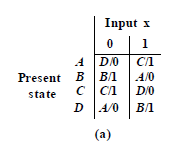 Input x
0 1
A D/0 C/1
Present B B/1 A/0
state C C/1 D/0
D A/0 B/1
(a)